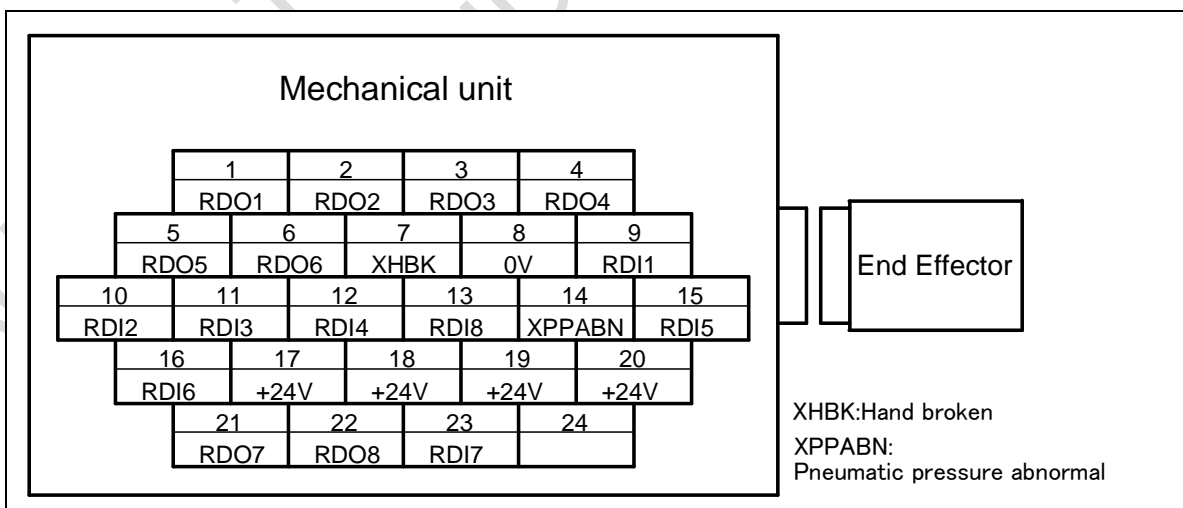 Mechanical unit
1 2 3 4
RDO1 RDO2 RDO3 RDO4
5 6 7 8 9
RDO5 RDO6 XHBK 0V RDI1
10 11 12 13 14 15
RDI2 RDI3 RDI4 RDI8 XPPABN RDI5
16 17 18 19 20
RDI6 +24V +24V +24V +24V
21 22 23 24
RDO7 RDO8 RDI7
End Effector
XHBK:Hand broken
XPPABN:
Pneumatic pressure abnormal